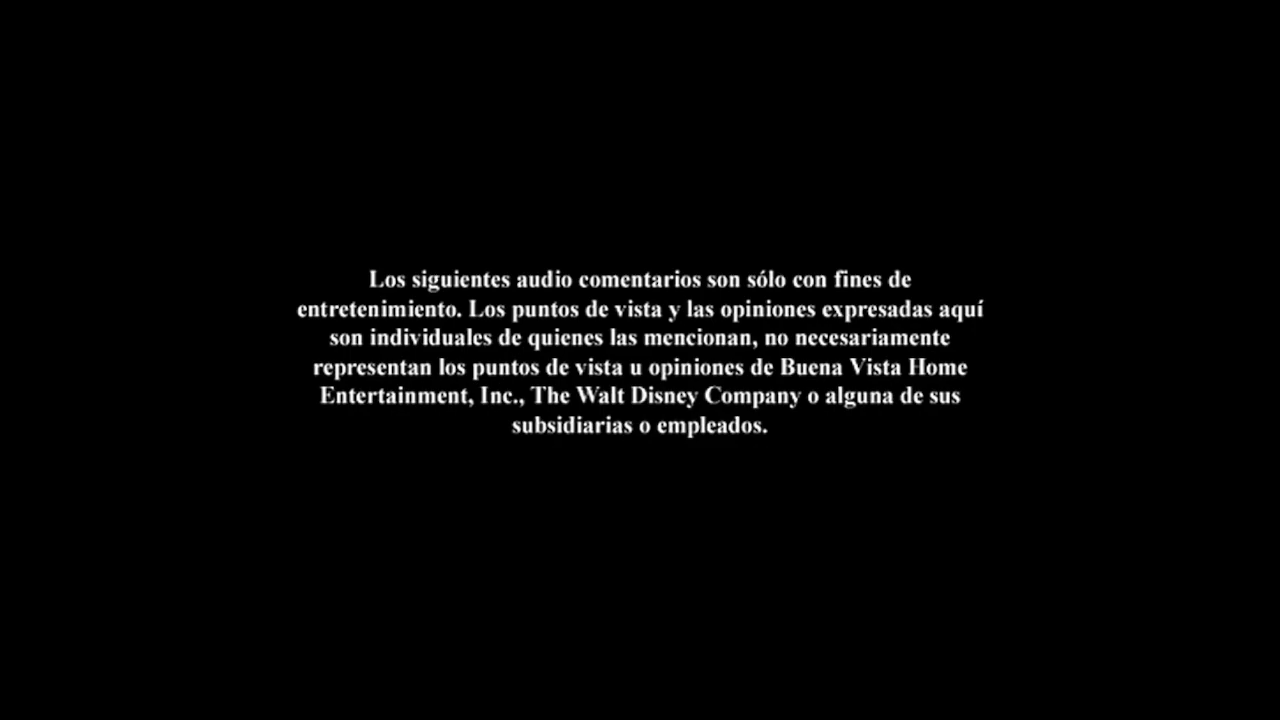 Los siguientes audio comentarios son sólo con fines de
entretenimiento. Los puntos de vista y las opiniones expresadas aquí
son individuales de quienes las mencionan, no necesariamente
representan los puntos de vista u opiniones de Buena Vista Home
Entertainment, Inc., The Walt Disney Company o alguna de sus
subsidiarias o empleados.